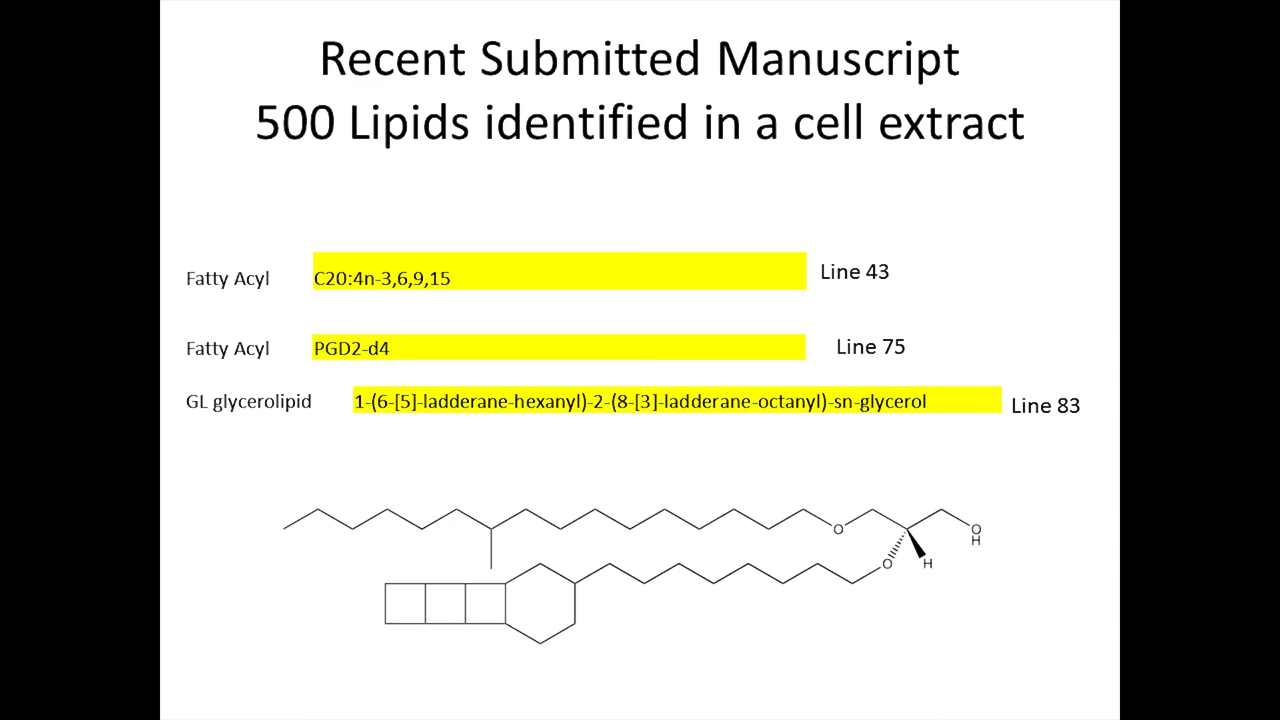 Recent Submitted Manuscript
500 Lipids identified in a cell extract
Fatty Acyl C20:4n-3,6,9,15 Line 43
Fatty Acyl PGD2-d4 Line 75
GL glycerolipid 1-(6-[5]-ladderane-hexanyl)-2-(8-[3]-ladderane-octanyl)-sn-glycerol Line 83
O O H
O H